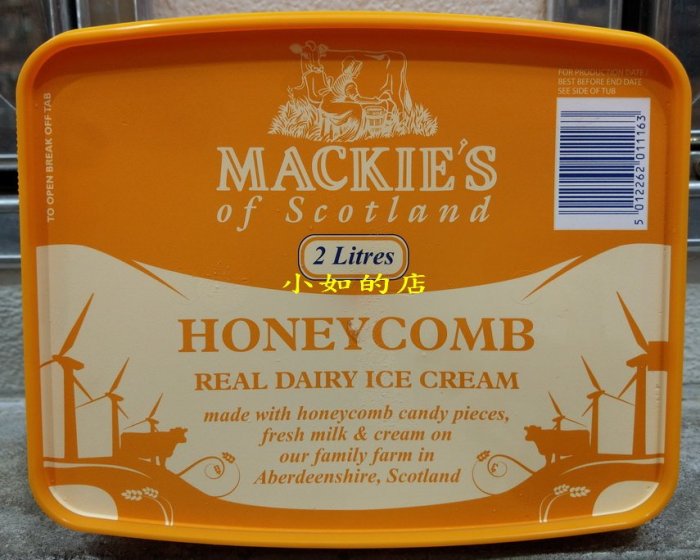 FOR PRODUCTION DATE /
BEST BEFORE END DATE
SEE SIDE OF TUB
TO OPEN BREAK OFF TAB
MACKIE'S
of Scotland
5 012262 011163
2 Litres
小如的店
HONEYCOMB
REAL DAIRY ICE CREAM
made with honeycomb candy pieces,
fresh milk & cream on
our family farm in
Aberdeenshire, Scotland